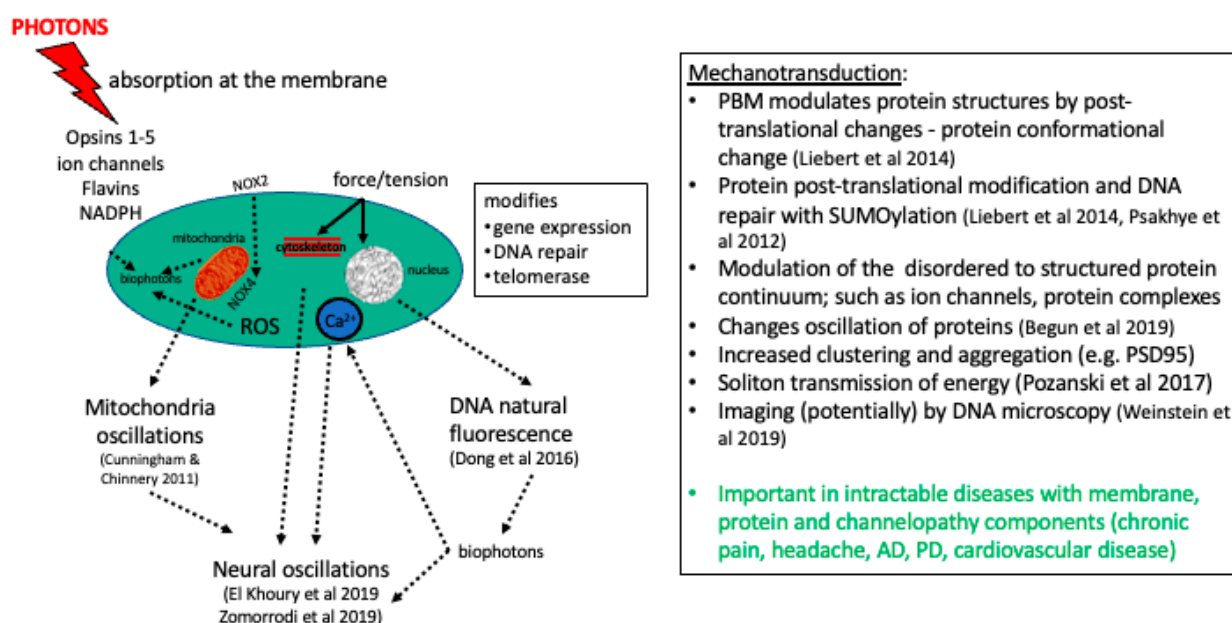 PHOTONS
absorption at the membrane
Opsins 1-5
ion channels
Flavins
NADPH
NOX2
force/tension
mitochondria
cytoskeleton
biophotons
nucleus
NOX4
ROS
Ca2+
modifies
•gene expression
•DNA repair
•telomerase
Mitochondria
oscillations
(Cunningham &
Chinnery 2011)
DNA natural
fluorescence
(Dong et al 2016)
biophotons
Neural oscillations
(El Khoury et al 2019
Zomorrodi et al 2019)
Mechanotransduction:
• PBM modulates protein structures by post-
translational changes - protein conformational
change (Liebert et al 2014)
• Protein post-translational modification and DNA
repair with SUMOylation (Liebert et al 2014, Psakhye et
al 2012)
• Modulation of the disordered to structured protein
continuum; such as ion channels, protein complexes
• Changes oscillation of proteins (Begun et al 2019)
• Increased clustering and aggregation (e.g. PSD95)
• Soliton transmission of energy (Pozanski et al 2017)
• Imaging (potentially) by DNA microscopy (Weinstein et
al 2019)
• Important in intractable diseases with membrane,
protein and channelopathy components (chronic
pain, headache, AD, PD, cardiovascular disease)